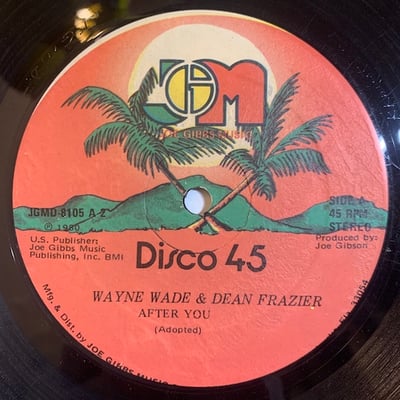 JGM
JOE GIBBS MUSIC
JGMD-8105 A-2
℗ 1980
U.S. Publisher:
Joe Gibbs Music
Publishing, Inc. BMI
SIDE A
45 RPM
STEREO
Produced by:
Joe Gibson
Disco 45
WAYNE WADE & DEAN FRAZIER
AFTER YOU
(Adopted)
Mfg. & Dist. by JOE GIBBS MUSIC